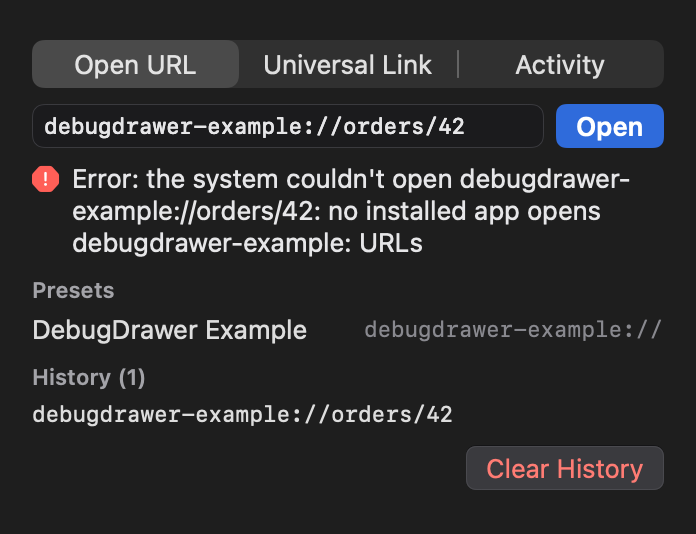 Open URL
Universal Link
Activity
debugdrawer-example://orders/42
Open
Error: the system couldn't open debugdrawer-
example://orders/42: no installed app opens
debugdrawer-example: URLs
Presets
DebugDrawer Example debugdrawer-example://
History (1)
debugdrawer-example://orders/42
Clear History